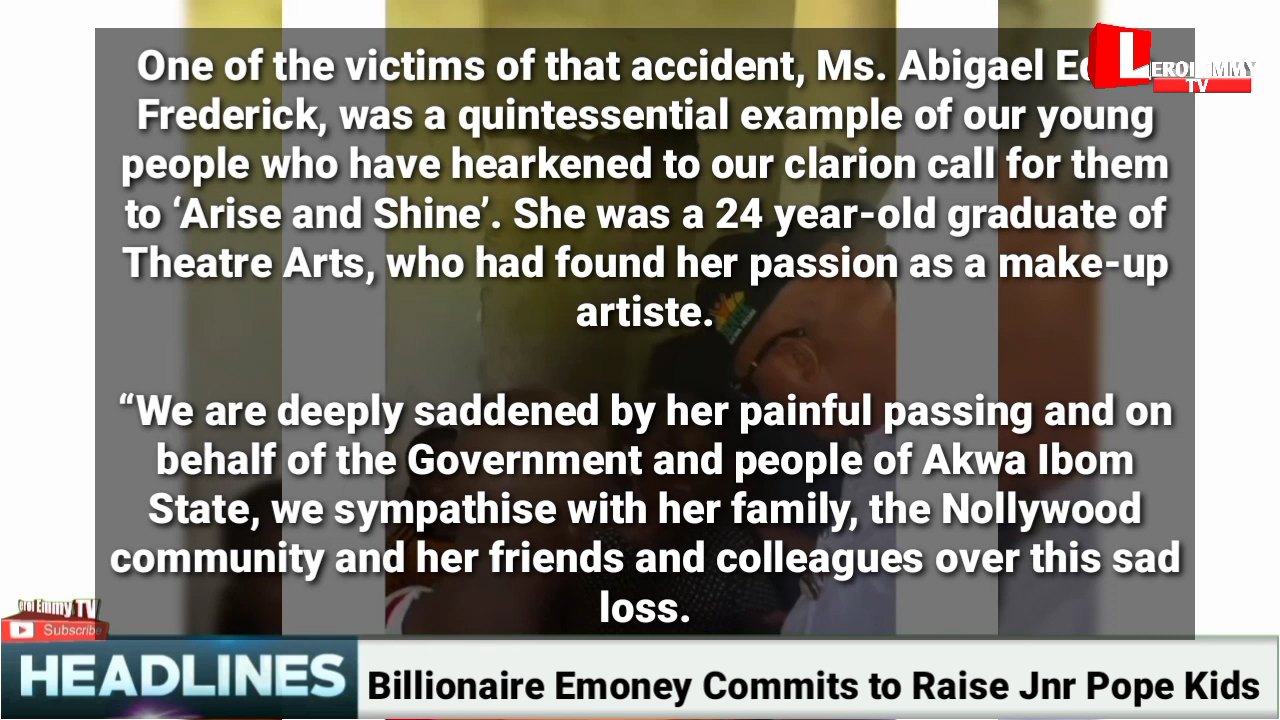 One of the victims of that accident, Ms. Abigael
Frederick, was a quintessential example of our young
people who have hearkened to our clarion call for them
to ‘Arise and Shine’. She was a 24 year-old graduate of
Theatre Arts, who had found her passion as a make-up
artiste.
“We are deeply saddened by her painful passing and on
behalf of the Government and people of Akwa Ibom
State, we sympathise with her family, the Nollywood
community and her friends and colleagues over this sad
loss.
L
TV
Emmy TV
Subscribe
HEADLINES
Billionaire Emoney Commits to Raise Jnr Pope Kids